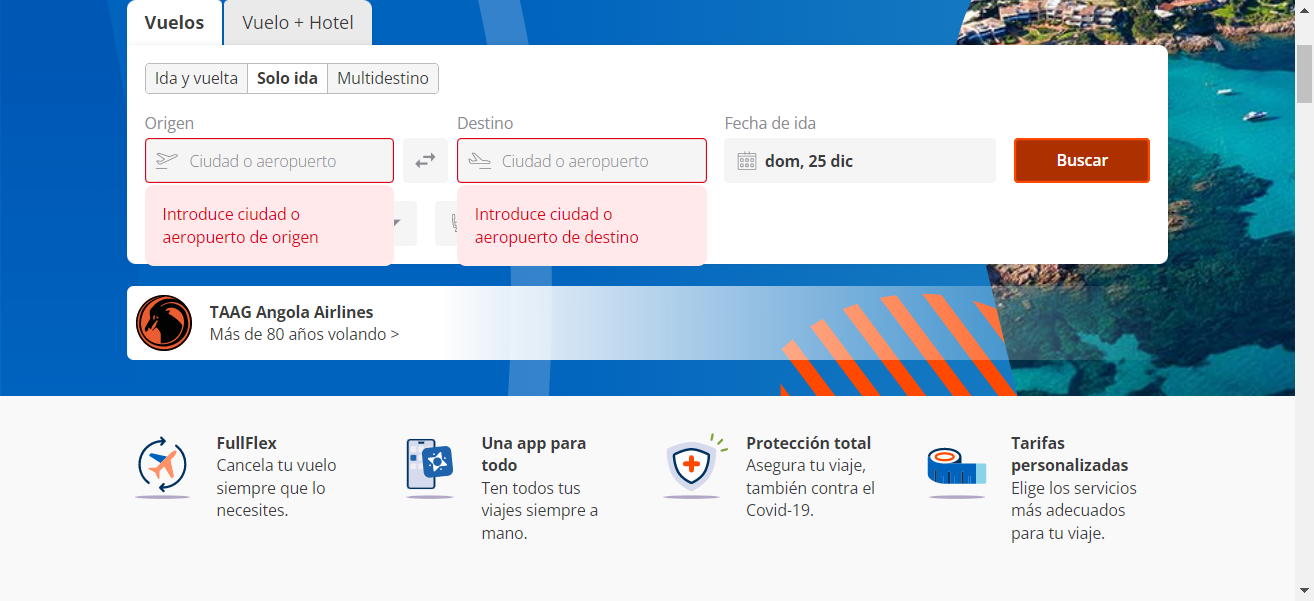 Vuelos
Vuelo + Hotel
Ida y vuelta
Solo ida
Multidestino
Origen
Destino
Fecha de ida
Ciudad o aeropuerto
Ciudad o aeropuerto
dom, 25 dic
Buscar
Introduce ciudad o
aeropuerto de origen
Introduce ciudad o
aeropuerto de destino
TAAG Angola Airlines
Más de 80 años volando >
FullFlex
Cancela tu vuelo
siempre que lo
necesites.
Una app para
todo
Ten todos tus
viajes siempre a
mano.
Protección total
Asegura tu viaje,
también contra el
Covid-19.
Tarifas
personalizadas
Elige los servicios
más adecuados
para tu viaje.